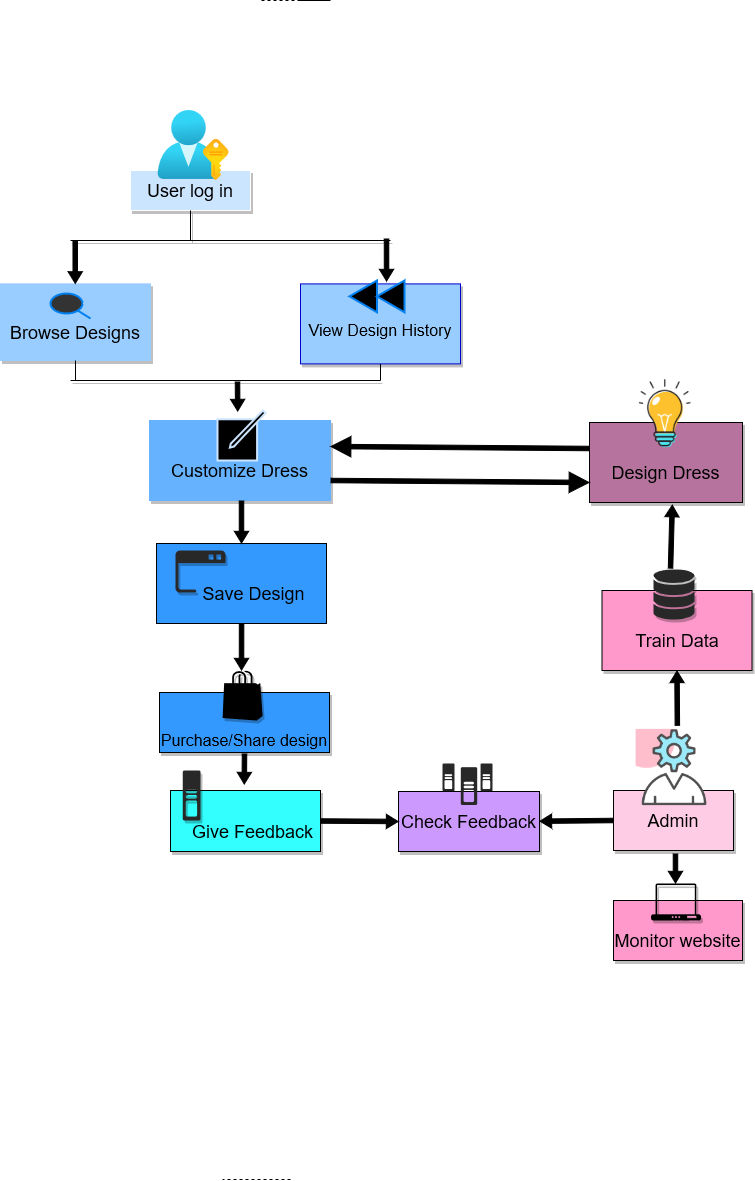 User log in
Browse Designs
View Design History
Customize Dress
Design Dress
Save Design
Train Data
Purchase/Share design
Give Feedback
Check Feedback
Admin
Monitor website